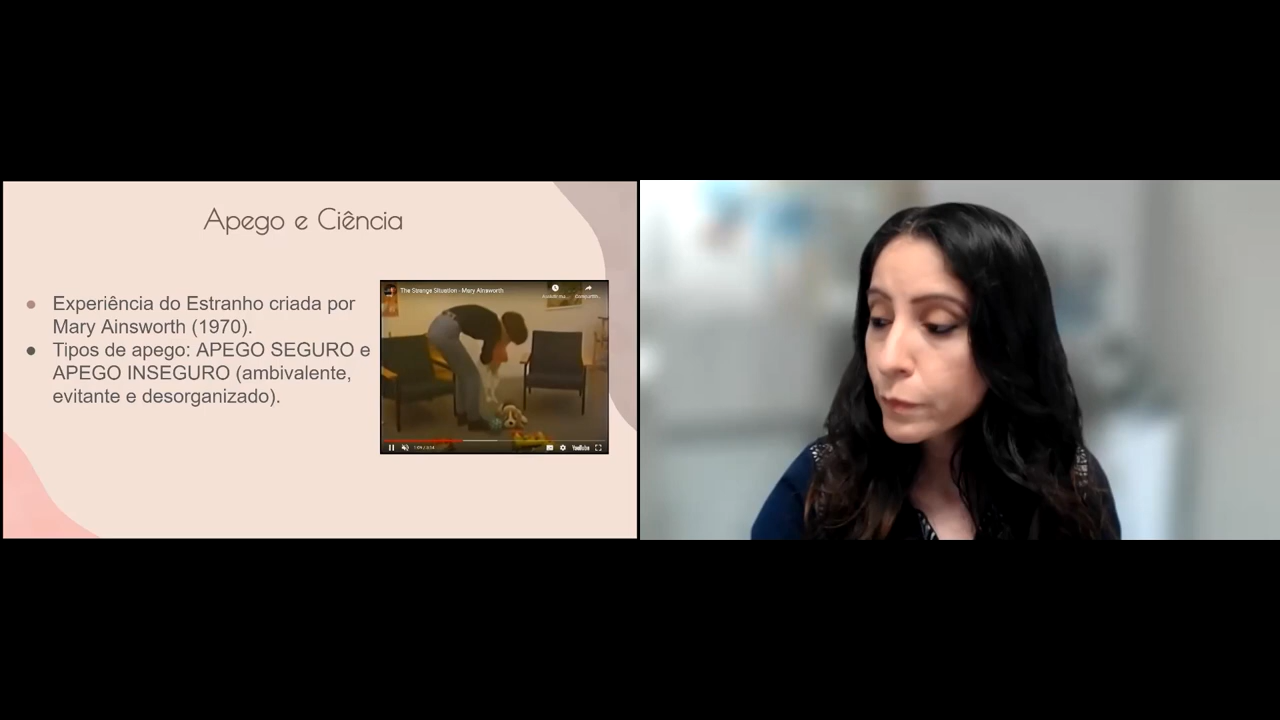 Apego e Ciência
● Experiência do Estranho criada por
Mary Ainsworth (1970).
● Tipos de apego: APEGO SEGURO e
APEGO INSEGURO (ambivalente,
evitante e desorganizado).
The Strange Situation - Mary Ainsworth
YouTube